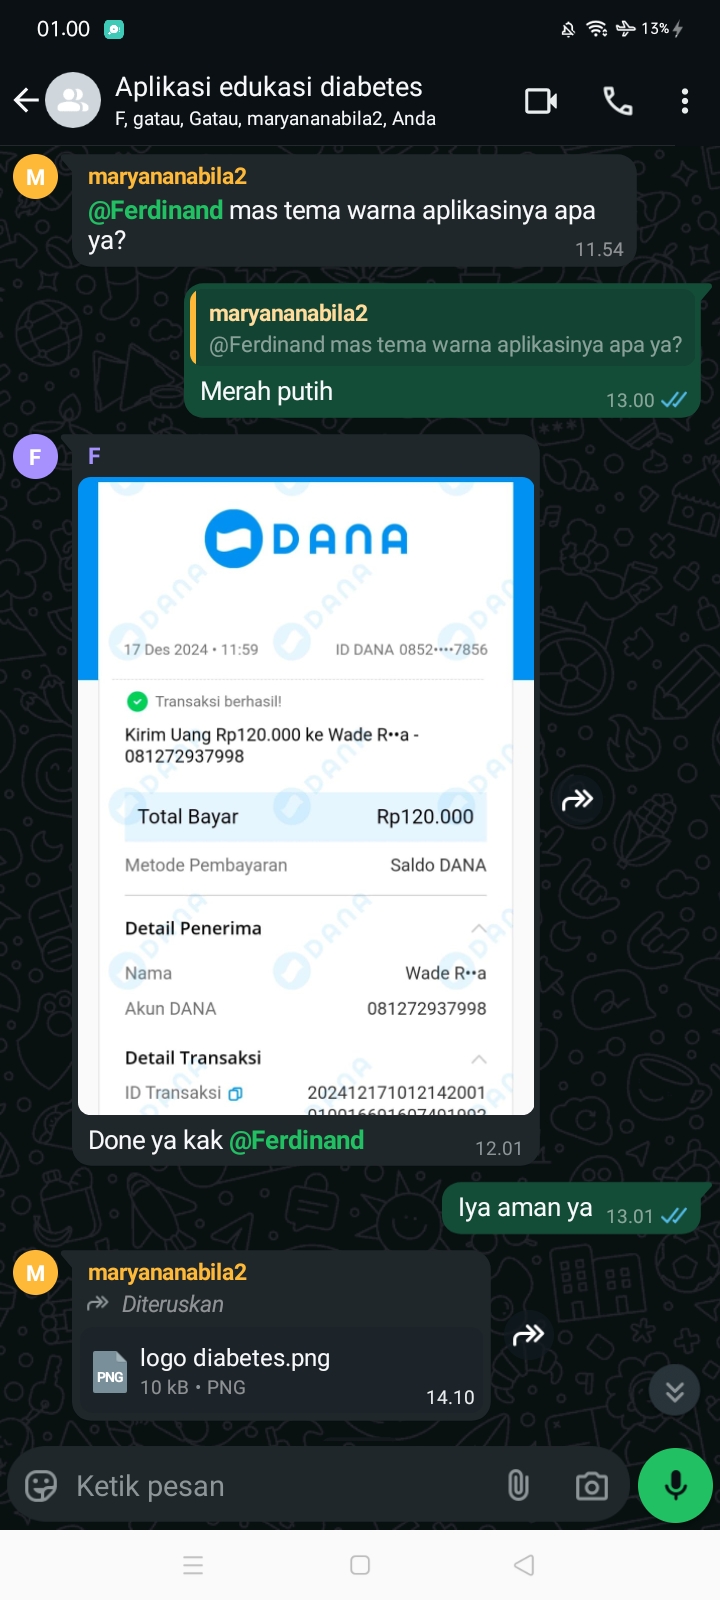 01.00
13%
Aplikasi edukasi diabetes
F, gatau, Gatau, maryananabila2, Anda
M
maryananabila2
@Ferdinand mas tema warna aplikasinya apa
ya?
11.54
maryananabila2
@Ferdinand mas tema warna aplikasinya apa ya?
Merah putih
13.00
F
F
DANA
17 Des 2024 • 11:59
ID DANA 0852••••7856
Transaksi berhasil!
Kirim Uang Rp120.000 ke Wade R••a -
081272937998
Total Bayar Rp120.000
Metode Pembayaran Saldo DANA
Detail Penerima
Nama Wade R••a
Akun DANA 081272937998
Detail Transaksi
ID Transaksi 202412171012142001
Done ya kak @Ferdinand
12.01
Iya aman ya
13.01
M
maryananabila2
Diteruskan
PNG
logo diabetes.png
10 kB • PNG
14.10
Ketik pesan